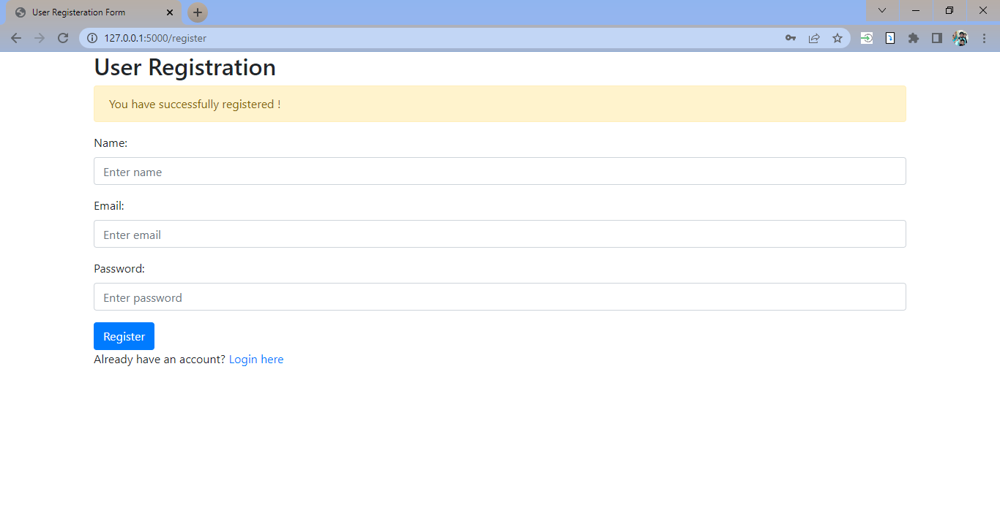 User Registeration Form
127.0.0.1:5000/register
User Registration
You have successfully registered !
Name:
Enter name
Email:
Enter email
Password:
Enter password
Register
Already have an account? Login here